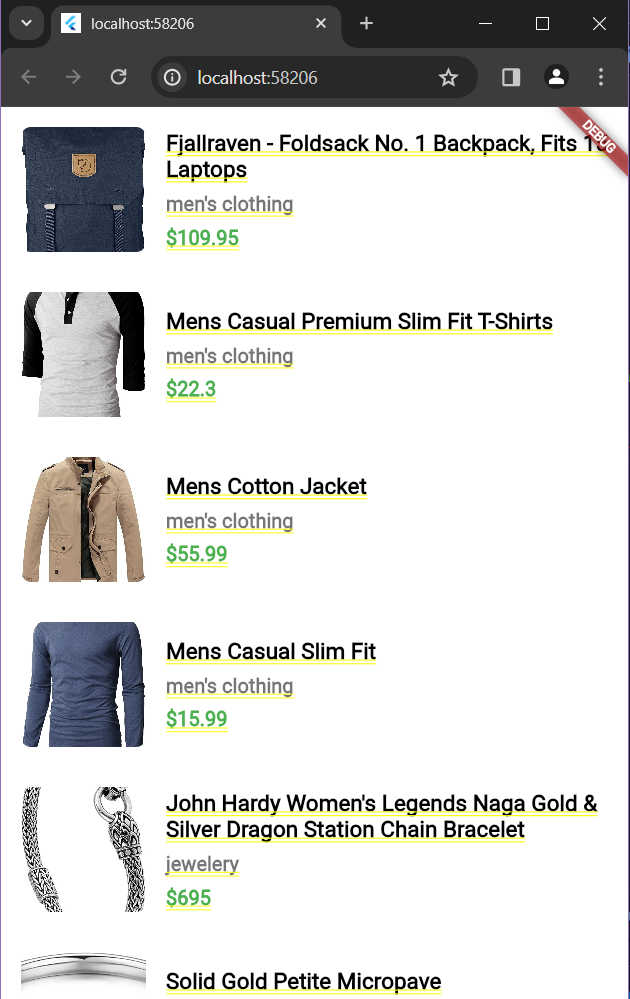 localhost:58206
localhost:58206
DEBUG
Fjallraven - Foldsack No. 1 Backpack, Fits
Laptops
men's clothing
$109.95
Mens Casual Premium Slim Fit T-Shirts
men's clothing
$22.3
Mens Cotton Jacket
men's clothing
$55.99
Mens Casual Slim Fit
men's clothing
$15.99
John Hardy Women's Legends Naga Gold &
Silver Dragon Station Chain Bracelet
jewelery
$695
Solid Gold Petite Micropave